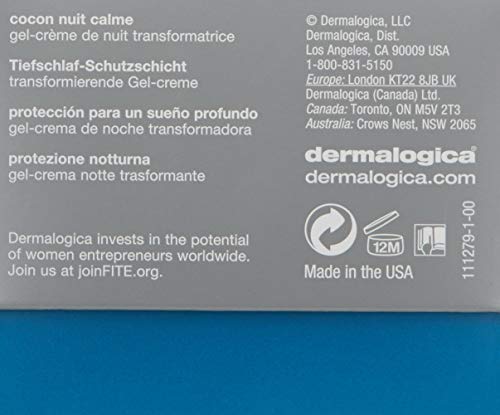 cocon nuit calme
gel-crème de nuit transformatrice
Tiefschlaf-Schutzschicht
transformierende Gel-creme
protección para un sueño profundo
gel-crema de noche transformadora
protezione notturna
gel-crema notte trasformante
Dermalogica invests in the potential
of women entrepreneurs worldwide.
Join us at joinFITE.org.
© Dermalogica, LLC
Dermalogica, Dist.
Los Angeles, CA 90009 USA
1-800-831-5150
Europe: London KT22 8JB UK
Dermalogica (Canada) Ltd.
Canada: Toronto, ON M5V 2T3
Australia: Crows Nest, NSW 2065
dermalogica®
dermalogica.com
12M
Made in the USA
111279-1-00